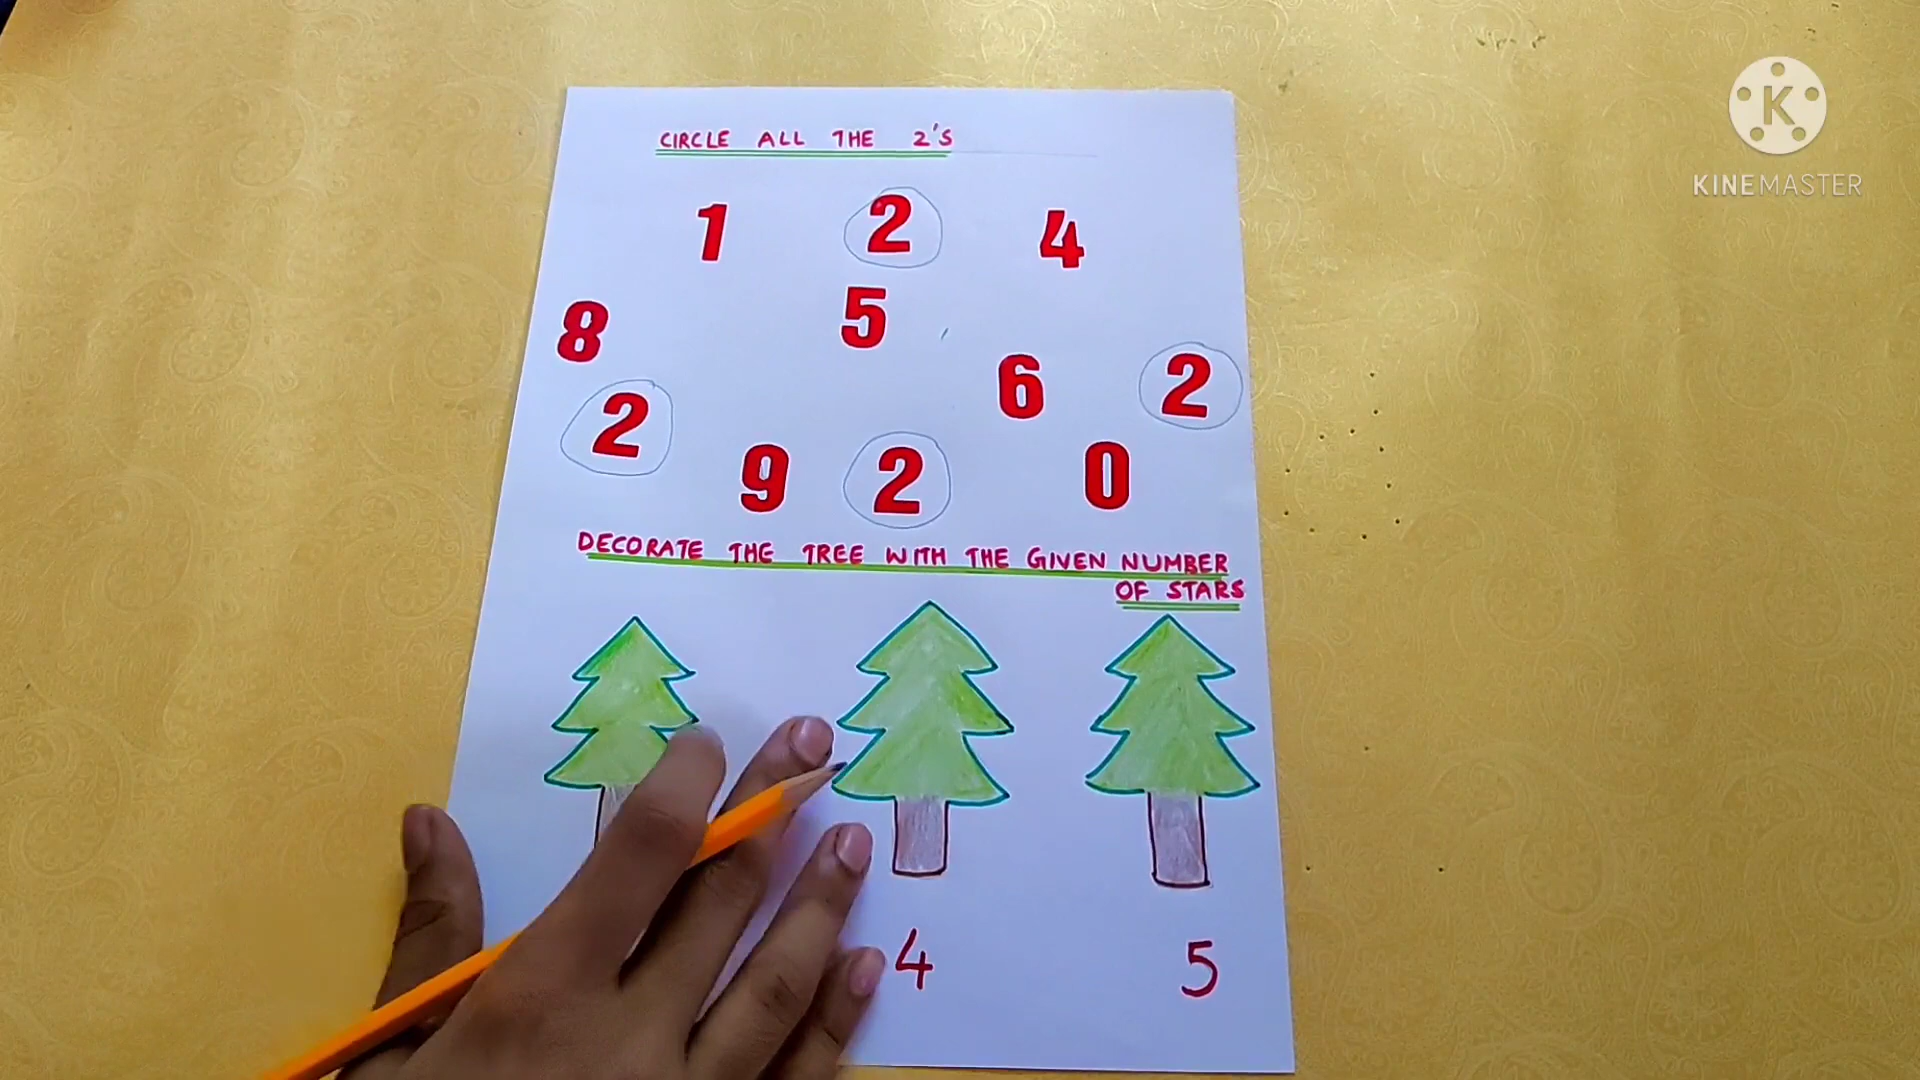 CIRCLE ALL THE 2'S
1 2 4
8 5
6 2
2
9 2 0
DECORATE THE TREE WITH THE GIVEN NUMBER
OF STARS
4 5
KINEMASTER